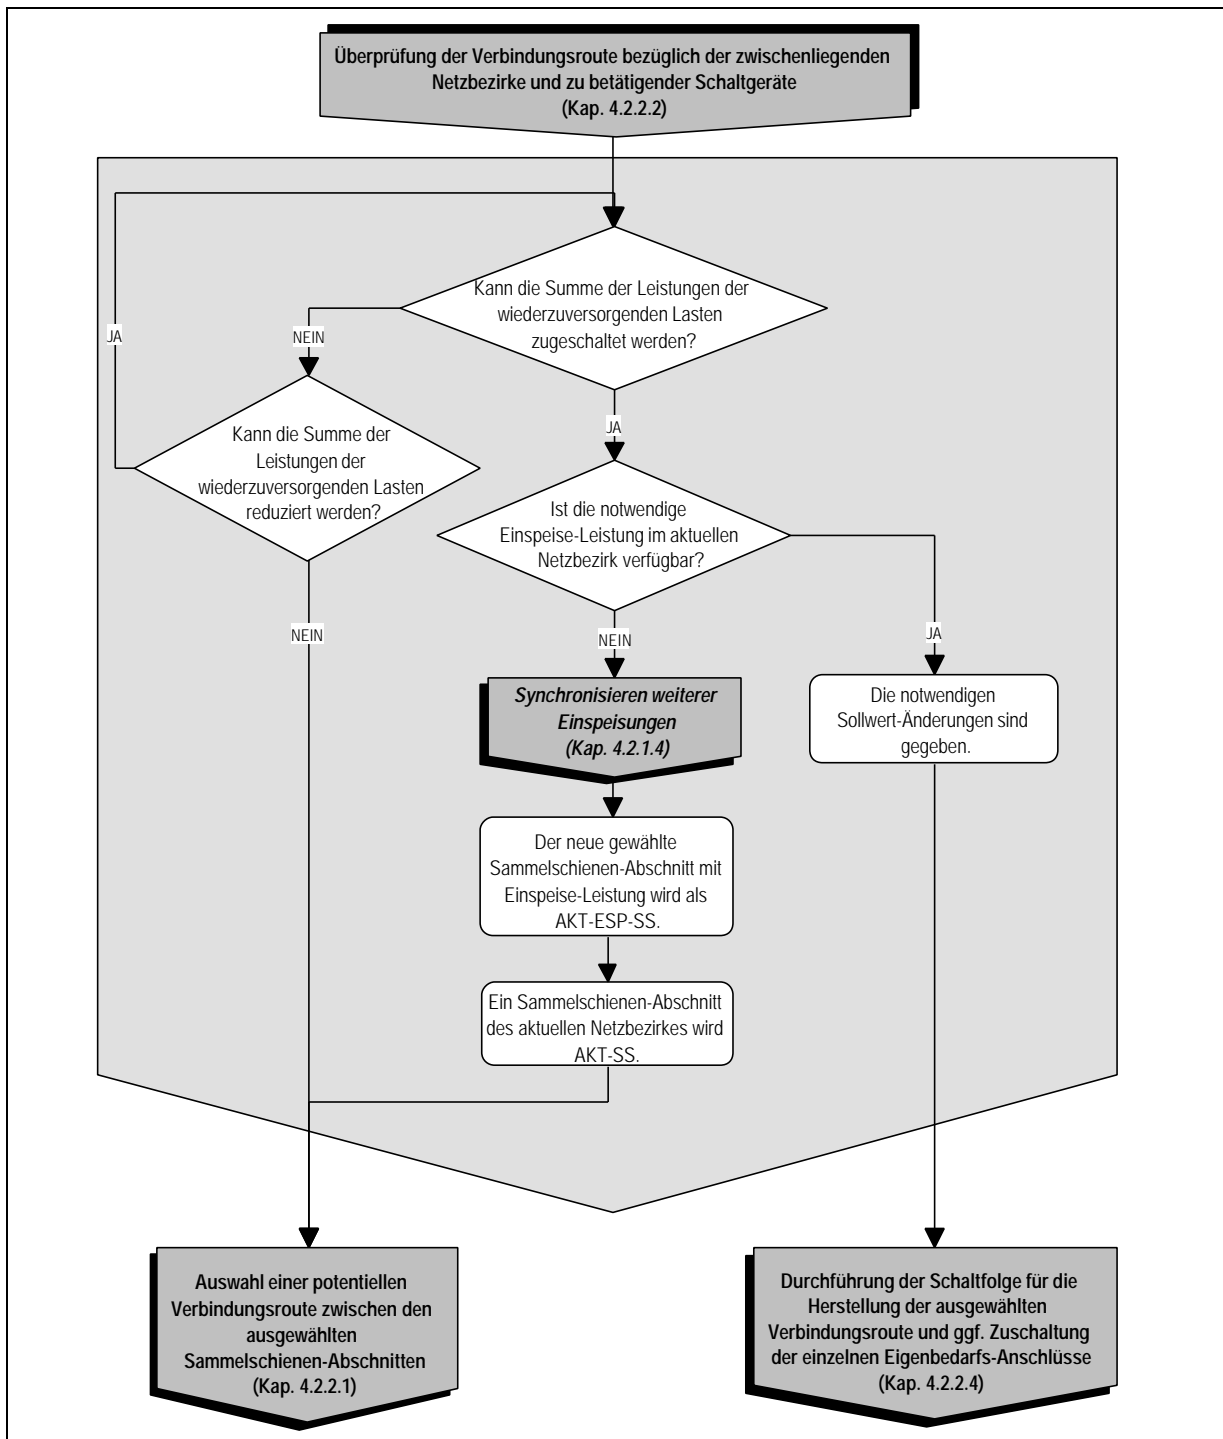 Überprüfung der Verbindungsroute bezüglich der zwischenliegenden
Netzbezirke und zu betätigender Schaltgeräte
(Kap. 4.2.2.2)
Kann die Summe der Leistungen der
wiederzuversorgenden Lasten
zugeschaltet werden?
JA
NEIN
Kann die Summe der
Leistungen der
wiederzuversorgenden Lasten
reduziert werden?
JA
Ist die notwendige
Einspeise-Leistung im aktuellen
Netzbezirk verfügbar?
NEIN
NEIN
JA
Synchronisieren weiterer
Einspeisungen
(Kap. 4.2.1.4)
Die notwendigen
Sollwert-Änderungen sind
gegeben.
Der neue gewählte
Sammelschienen-Abschnitt mit
Einspeise-Leistung wird als
AKT-ESP-SS.
Ein Sammelschienen-Abschnitt
des aktuellen Netzbezirkes wird
AKT-SS.
Auswahl einer potentiellen
Verbindungsroute zwischen den
ausgewählten
Sammelschienen-Abschnitten
(Kap. 4.2.2.1)
Durchführung der Schaltfolge für die
Herstellung der ausgewählten
Verbindungsroute und ggf. Zuschaltung
der einzelnen Eigenbedarfs-Anschlüsse
(Kap. 4.2.2.4)